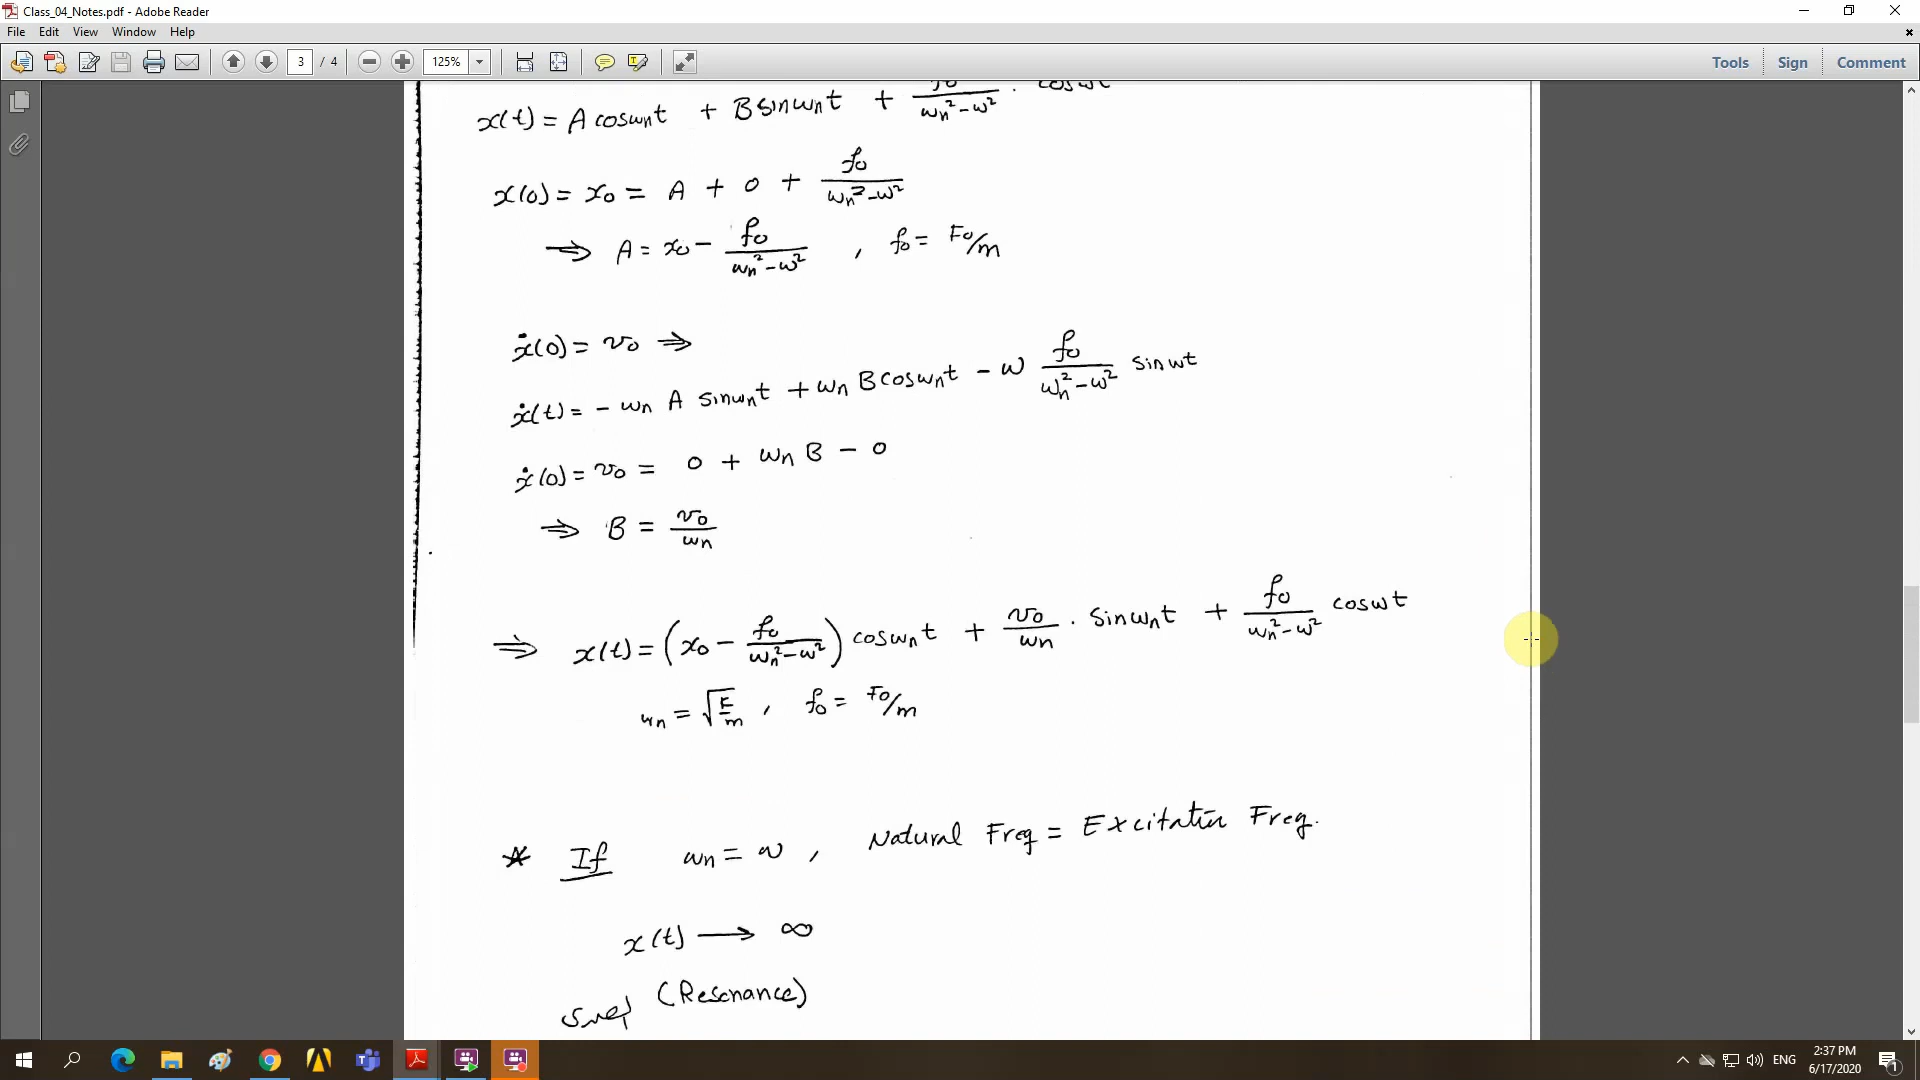 Class_04_Notes.pdf - Adobe Reader
File Edit View Window Help
3 / 4 125% Tools Sign Comment
x(t) = A cosωnt + B sinωnt + f0/(ωn²-ω²) · cosωt
x(0) = x0 = A + 0 + f0/(ωn²-ω²)
⇒ A = x0 - f0/(ωn²-ω²) , f0 = F0/m
ẋ(0) = v0 ⇒
ẋ(t) = - ωn A sinωnt + ωn B cosωnt - ω f0/(ωn²-ω²) sinωt
ẋ(0) = v0 = 0 + ωn B - 0
⇒ B = v0/ωn
⇒ x(t) = (x0 - f0/(ωn²-ω²)) cosωnt + v0/ωn · sinωnt + f0/(ωn²-ω²) cosωt
ωn = √k/m , f0 = F0/m
* If ωn = ω , Natural Freq = Excitation Freq.
x(t) → ∞
(Resonance)
ENG
2:37 PM
6/17/2020
1